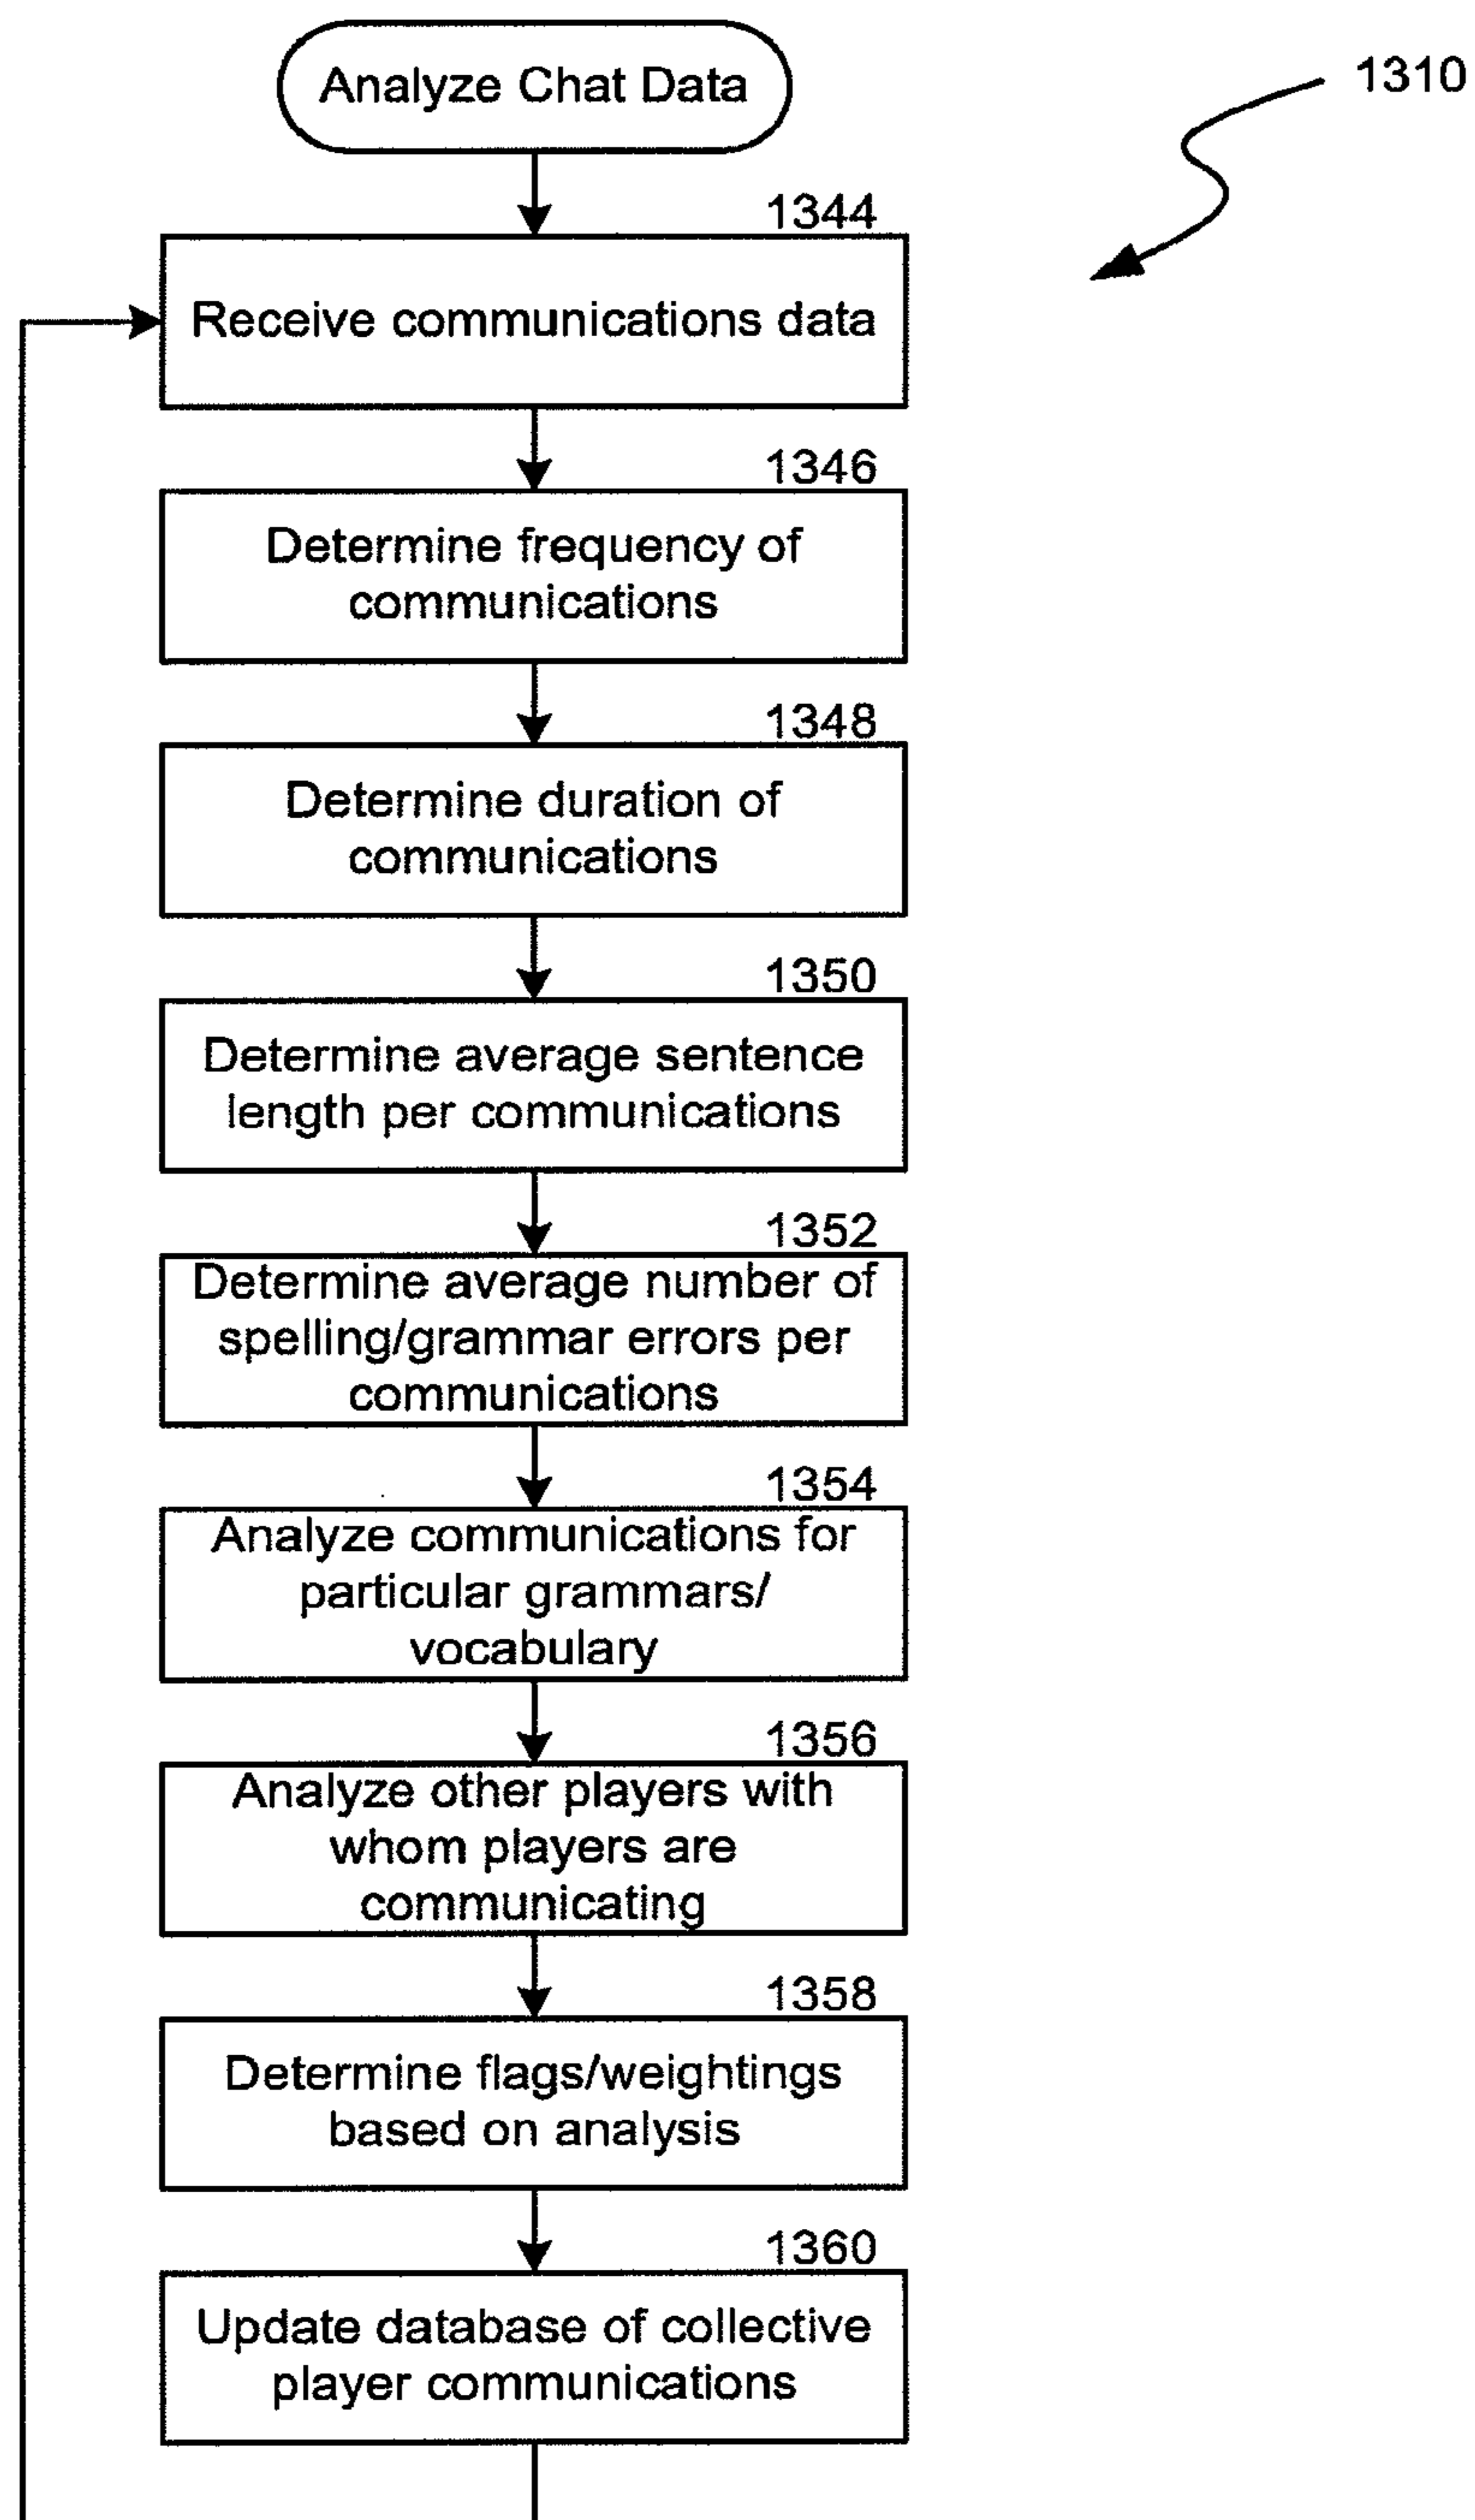 Analyze Chat Data
1310
1344
Receive communications data
1346
Determine frequency of
communications
1348
Determine duration of
communications
1350
Determine average sentence
length per communications
1352
Determine average number of
spelling/grammar errors per
communications
1354
Analyze communications for
particular grammars/
vocabulary
1356
Analyze other players with
whom players are
communicating
1358
Determine flags/weightings
based on analysis
1360
Update database of collective
player communications